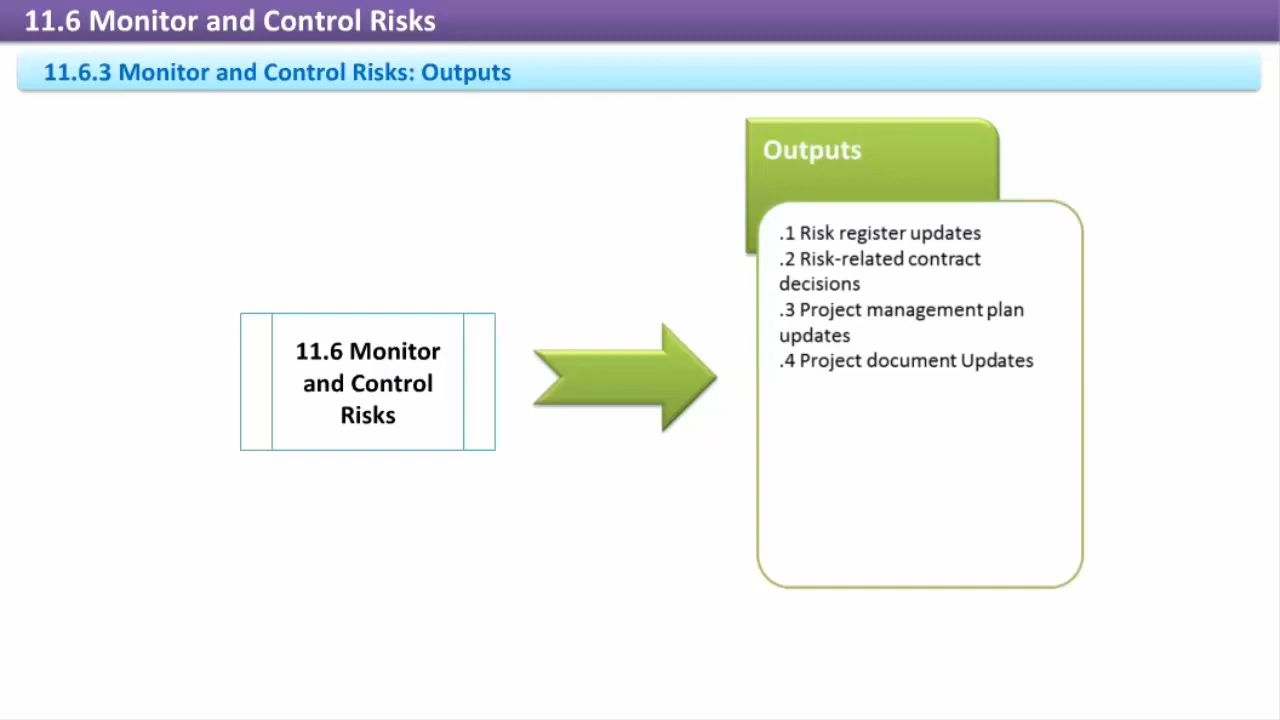 11.6 Monitor and Control Risks
11.6.3 Monitor and Control Risks: Outputs
Outputs
.1 Risk register updates
.2 Risk-related contract
decisions
.3 Project management plan
updates
.4 Project document Updates
11.6 Monitor
and Control
Risks